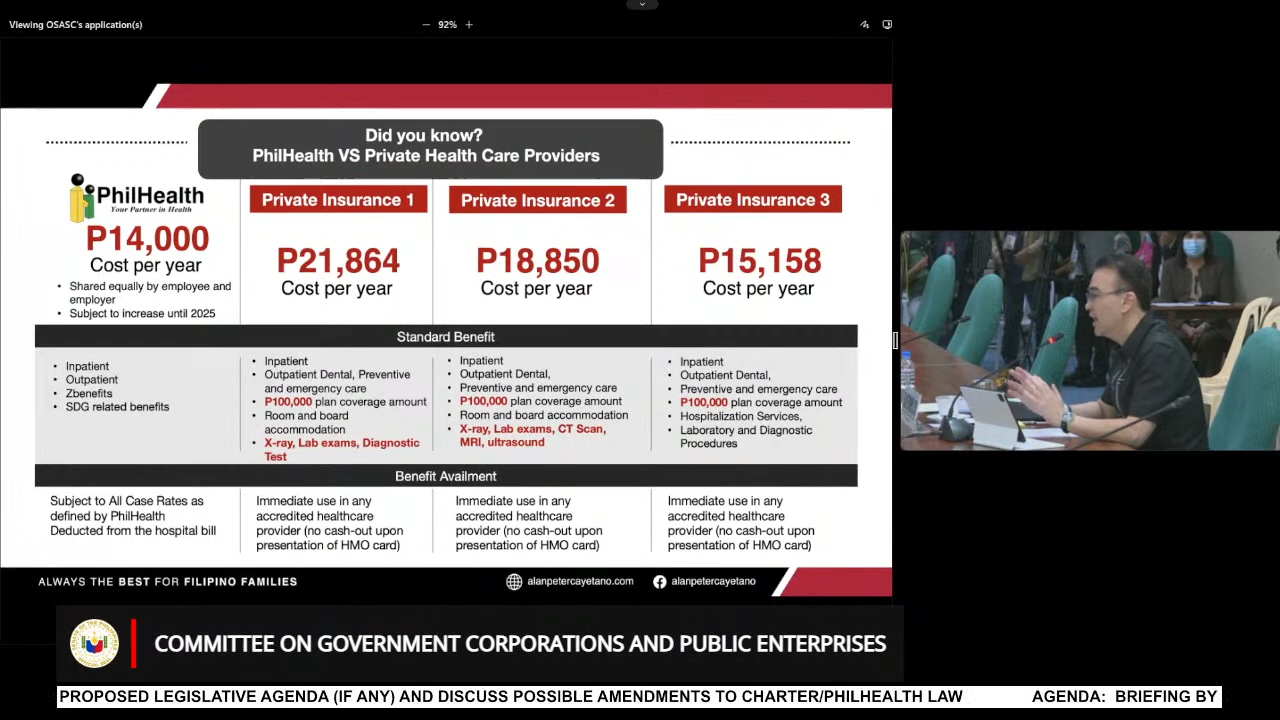 Viewing OSASC's application(s)
92%
Did you know?
PhilHealth VS Private Health Care Providers
PhilHealth
Your Partner in Health
P14,000
Cost per year
• Shared equally by employee and
employer
• Subject to increase until 2025
Private Insurance 1
P21,864
Cost per year
Private Insurance 2
P18,850
Cost per year
Private Insurance 3
P15,158
Cost per year
Standard Benefit
• Inpatient
• Outpatient
• Zbenefits
• SDG related benefits
• Inpatient
• Outpatient Dental, Preventive
and emergency care
• P100,000 plan coverage amount
• Room and board
accommodation
• X-ray, Lab exams, Diagnostic
Test
• Inpatient
• Outpatient Dental,
• Preventive and emergency care
• P100,000 plan coverage amount
• Room and board accommodation
• X-ray, Lab exams, CT Scan,
MRI, ultrasound
• Inpatient
• Outpatient Dental,
• Preventive and emergency care
• P100,000 plan coverage amount
• Hospitalization Services,
• Laboratory and Diagnostic
Procedures
Benefit Availment
Subject to All Case Rates as
defined by PhilHealth
Deducted from the hospital bill
Immediate use in any
accredited healthcare
provider (no cash-out upon
presentation of HMO card)
Immediate use in any
accredited healthcare
provider (no cash-out upon
presentation of HMO card)
Immediate use in any
accredited healthcare
provider (no cash-out upon
presentation of HMO card)
ALWAYS THE BEST FOR FILIPINO FAMILIES
alanpetercayetano.com
alanpetercayetano
COMMITTEE ON GOVERNMENT CORPORATIONS AND PUBLIC ENTERPRISES
PROPOSED LEGISLATIVE AGENDA (IF ANY) AND DISCUSS POSSIBLE AMENDMENTS TO CHARTER/PHILHEALTH LAW AGENDA: BRIEFING BY